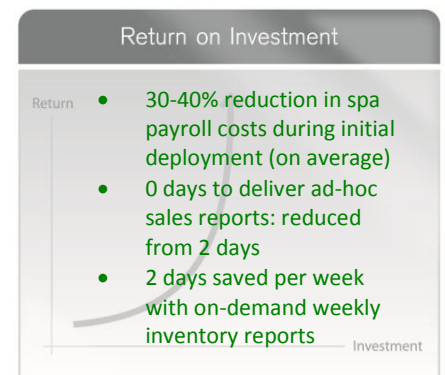 Return on Investment
Return
• 30-40% reduction in spa
payroll costs during initial
deployment (on average)
• 0 days to deliver ad-hoc
sales reports: reduced
from 2 days
• 2 days saved per week
with on-demand weekly
inventory reports
Investment